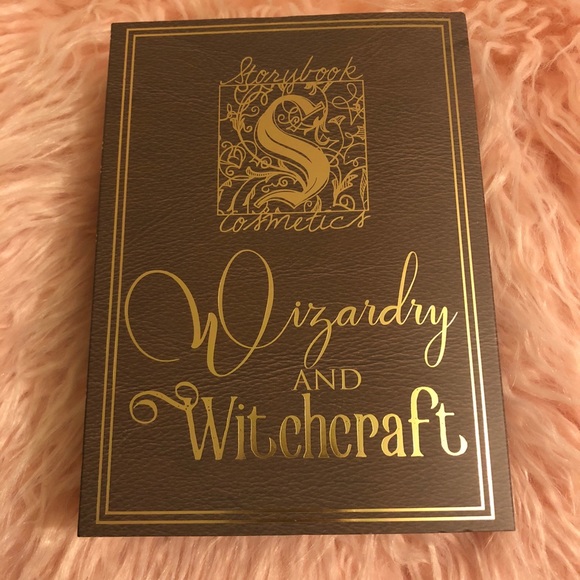 Storybook
S
Cosmetics
Wizardry
AND
Witchcraft